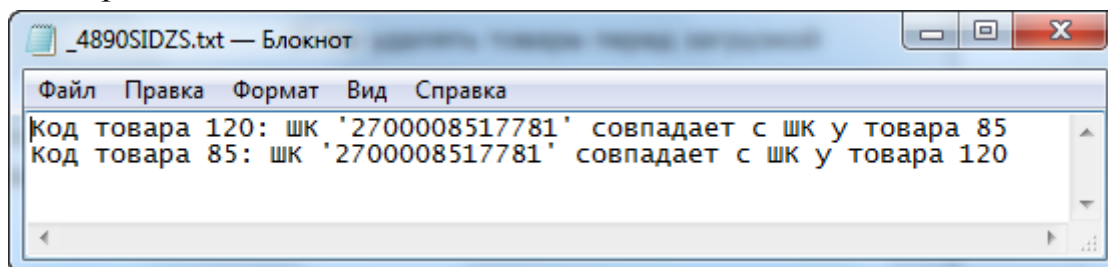 _4890SIDZS.txt — Блокнот
Файл Правка Формат Вид Справка
Код товара 120: ШК '2700008517781' совпадает с ШК у товара 85
Код товара 85: ШК '2700008517781' совпадает с ШК у товара 120